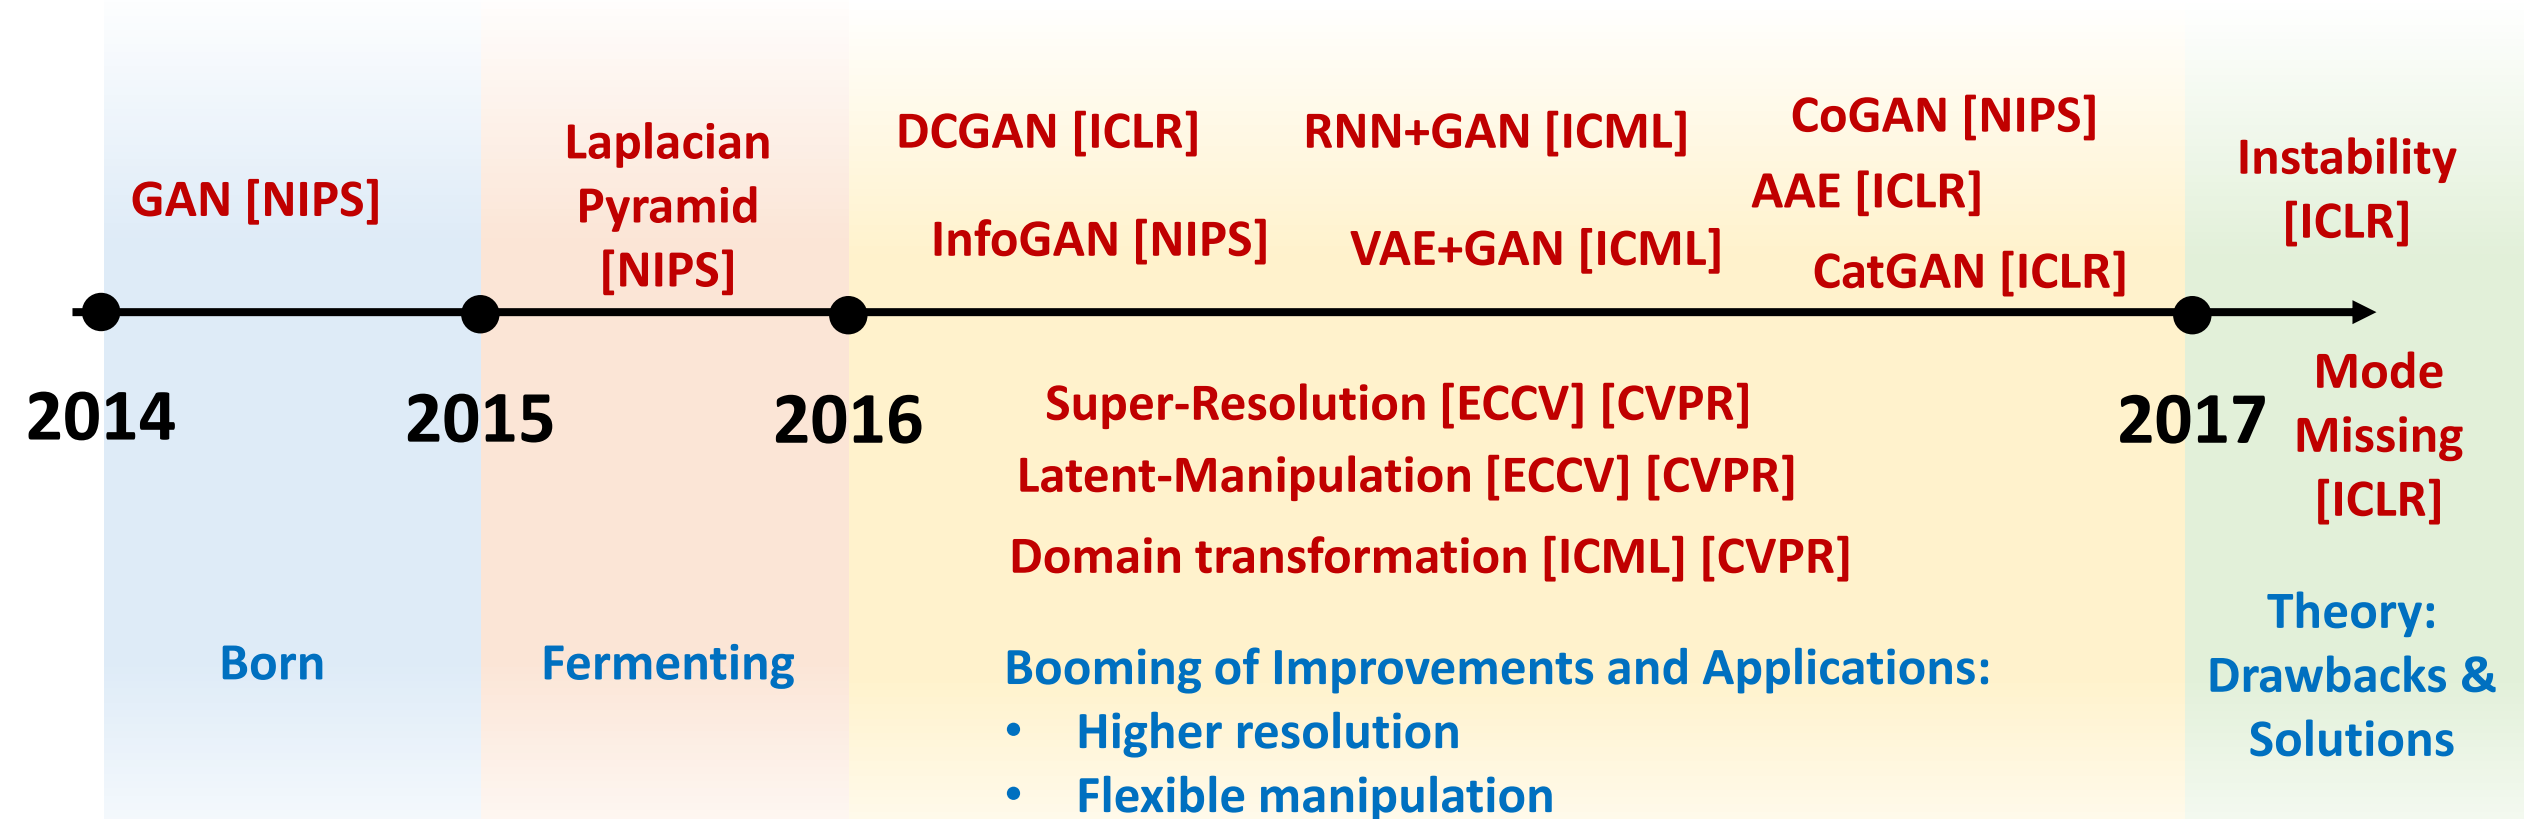 GAN [NIPS]
Laplacian
Pyramid
[NIPS]
DCGAN [ICLR]
RNN+GAN [ICML]
CoGAN [NIPS]
AAE [ICLR]
InfoGAN [NIPS]
VAE+GAN [ICML]
CatGAN [ICLR]
Instability
[ICLR]
2014
2015
2016
2017
Super-Resolution [ECCV] [CVPR]
Latent-Manipulation [ECCV] [CVPR]
Domain transformation [ICML] [CVPR]
Mode
Missing
[ICLR]
Born
Fermenting
Booming of Improvements and Applications:
• Higher resolution
• Flexible manipulation
Theory:
Drawbacks &
Solutions